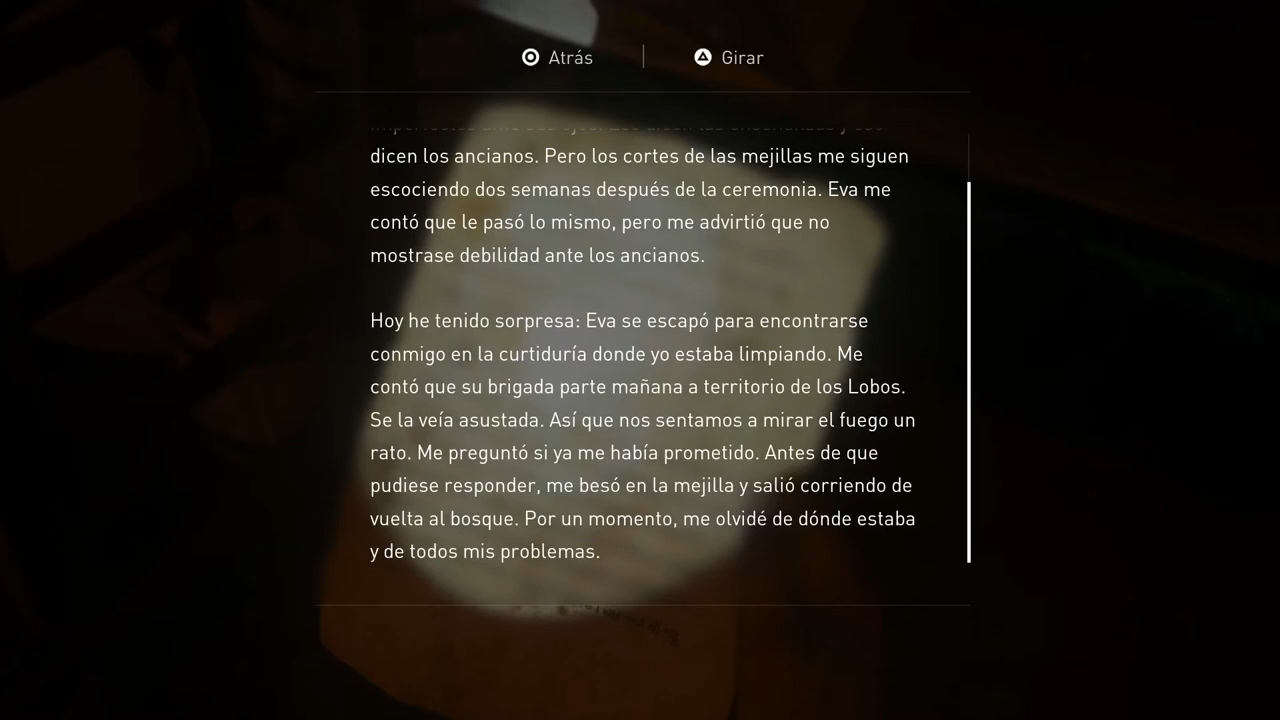 Atrás
Girar
dicen los ancianos. Pero los cortes de las mejillas me siguen
escociendo dos semanas después de la ceremonia. Eva me
contó que le pasó lo mismo, pero me advirtió que no
mostrase debilidad ante los ancianos.
Hoy he tenido sorpresa: Eva se escapó para encontrarse
conmigo en la curtiduría donde yo estaba limpiando. Me
contó que su brigada parte mañana a territorio de los Lobos.
Se la veía asustada. Así que nos sentamos a mirar el fuego un
rato. Me preguntó si ya me había prometido. Antes de que
pudiese responder, me besó en la mejilla y salió corriendo de
vuelta al bosque. Por un momento, me olvidé de dónde estaba
y de todos mis problemas.